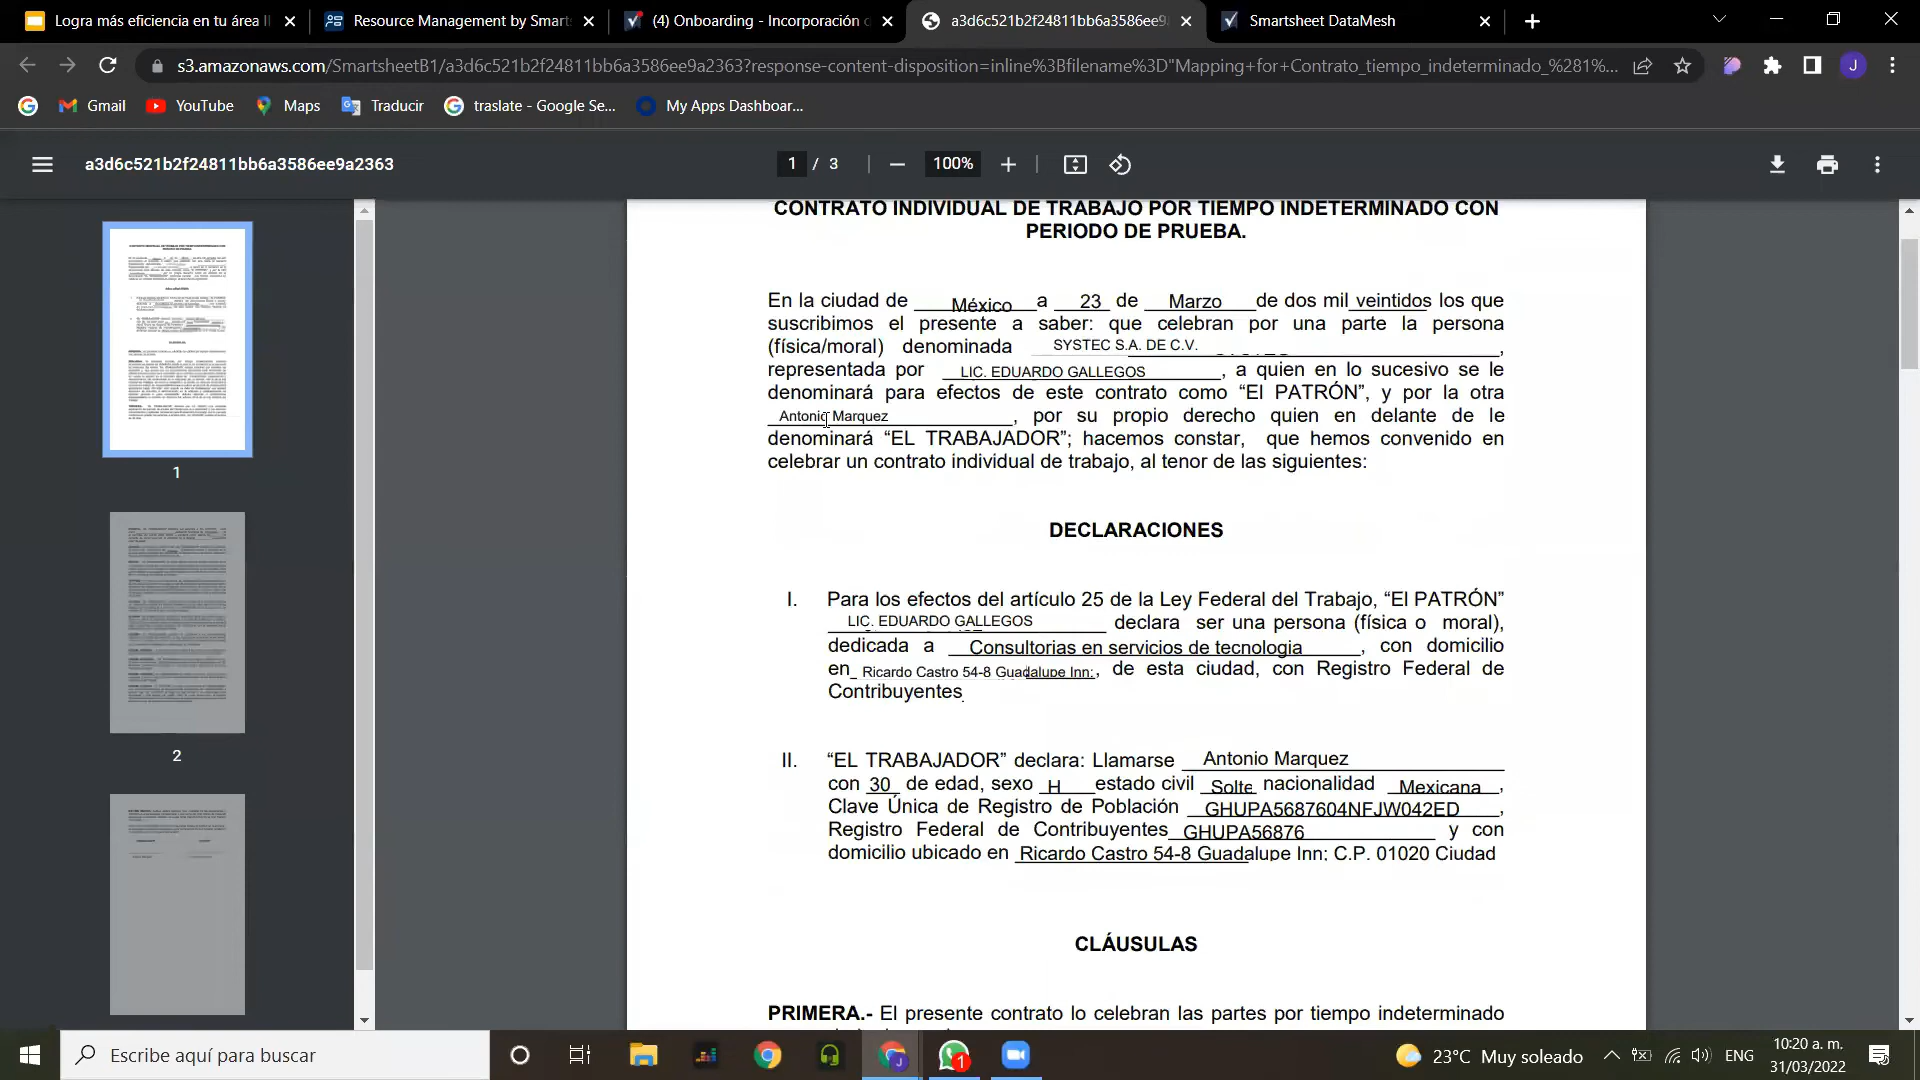 Logra más eficiencia en tu área I
Resource Management by Smarts
(4) Onboarding - Incorporación c
a3d6c521b2f24811bb6a3586ee9
Smartsheet DataMesh
s3.amazonaws.com/SmartsheetB1/a3d6c521b2f24811bb6a3586ee9a2363?response-content-disposition=inline%3Bfilename%3D"Mapping+for+Contrato_tiempo_indeterminado_%281%...
J
Gmail
YouTube
Maps
Traducir
traslate - Google Se...
My Apps Dashboar...
a3d6c521b2f24811bb6a3586ee9a2363
1 / 3
100%
1
2
CONTRATO INDIVIDUAL DE TRABAJO POR TIEMPO INDETERMINADO CON
PERIODO DE PRUEBA.
En la ciudad de México a 23 de Marzo de dos mil veintidos los que
suscribimos el presente a saber: que celebran por una parte la persona
(física/moral) denominada SYSTEC S.A. DE C.V.,
representada por LIC. EDUARDO GALLEGOS, a quien en lo sucesivo se le
denominará para efectos de este contrato como “El PATRÓN”, y por la otra
Antonio Marquez, por su propio derecho quien en delante de le
denominará “EL TRABAJADOR”; hacemos constar, que hemos convenido en
celebrar un contrato individual de trabajo, al tenor de las siguientes:
DECLARACIONES
I. Para los efectos del artículo 25 de la Ley Federal del Trabajo, “El PATRÓN”
LIC. EDUARDO GALLEGOS declara ser una persona (física o moral),
dedicada a Consultorias en servicios de tecnologia, con domicilio
en Ricardo Castro 54-8 Guadalupe Inn;, de esta ciudad, con Registro Federal de
Contribuyentes.
II. “EL TRABAJADOR” declara: Llamarse Antonio Marquez
con 30 de edad, sexo H estado civil Solte nacionalidad Mexicana,
Clave Única de Registro de Población GHUPA5687604NFJW042ED,
Registro Federal de Contribuyentes GHUPA56876 y con
domicilio ubicado en Ricardo Castro 54-8 Guadalupe Inn; C.P. 01020 Ciudad
CLÁUSULAS
PRIMERA.- El presente contrato lo celebran las partes por tiempo indeterminado
Escribe aquí para buscar
1
23°C Muy soleado
ENG
10:20 a. m.
31/03/2022